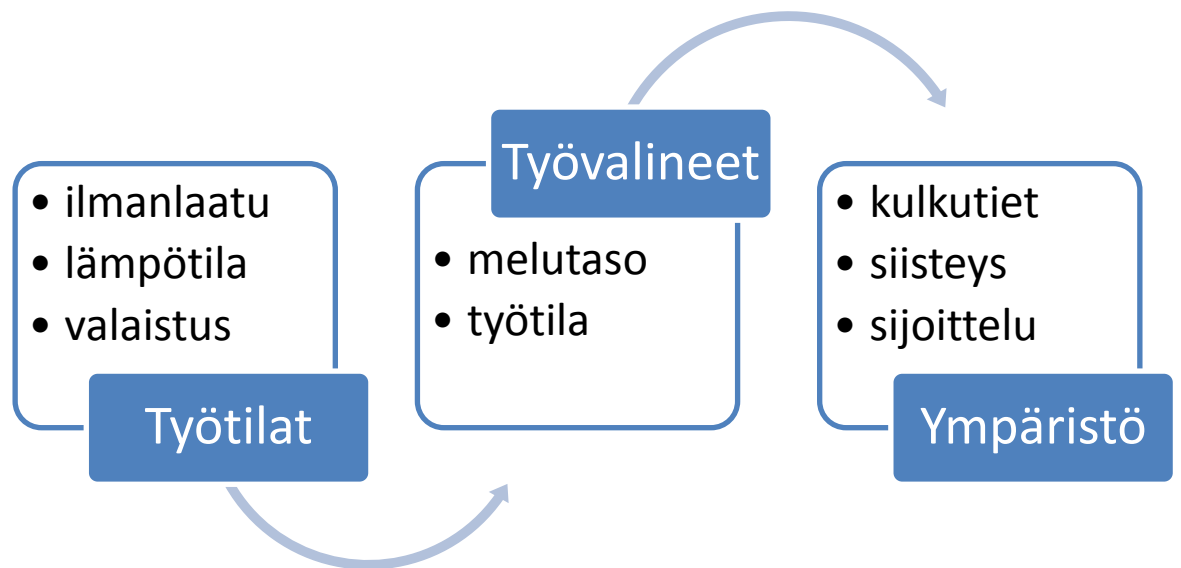 • ilmanlaatu
• lämpötila
• valaistus
Työtilat
Työvalineet
• melutaso
• työtila
• kulkutiet
• siisteys
• sijoittelu
Ympäristö